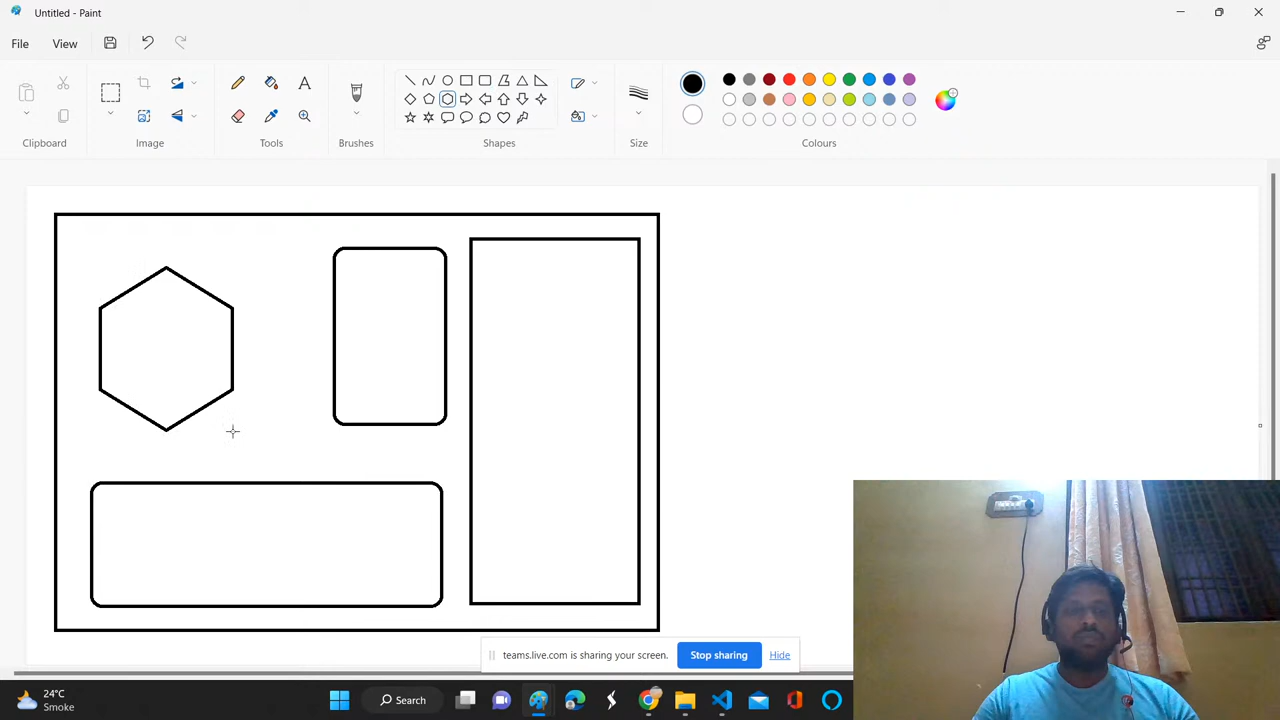 Untitled - Paint
File
View
Clipboard
Image
Tools
Brushes
Shapes
Size
Colours
teams.live.com is sharing your screen.
Stop sharing
Hide
24°C
Smoke
Search